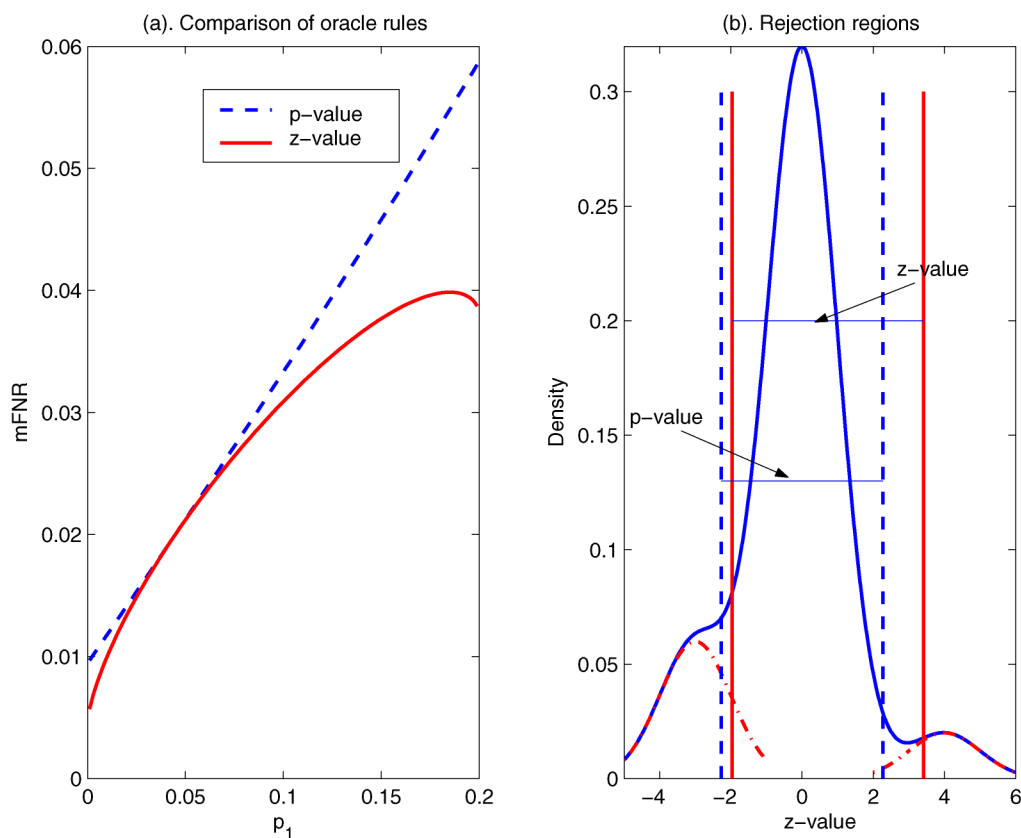 (a). Comparison of oracle rules
0.06
0.05
0.04
0.03
0.02
0.01
0
mFNR
p-value
z-value
0
0.05
0.1
0.15
0.2
p1
(b). Rejection regions
0.3
0.25
0.2
0.15
0.1
0.05
0
Density
z-value
p-value
−4
−2
0
2
4
6
z-value